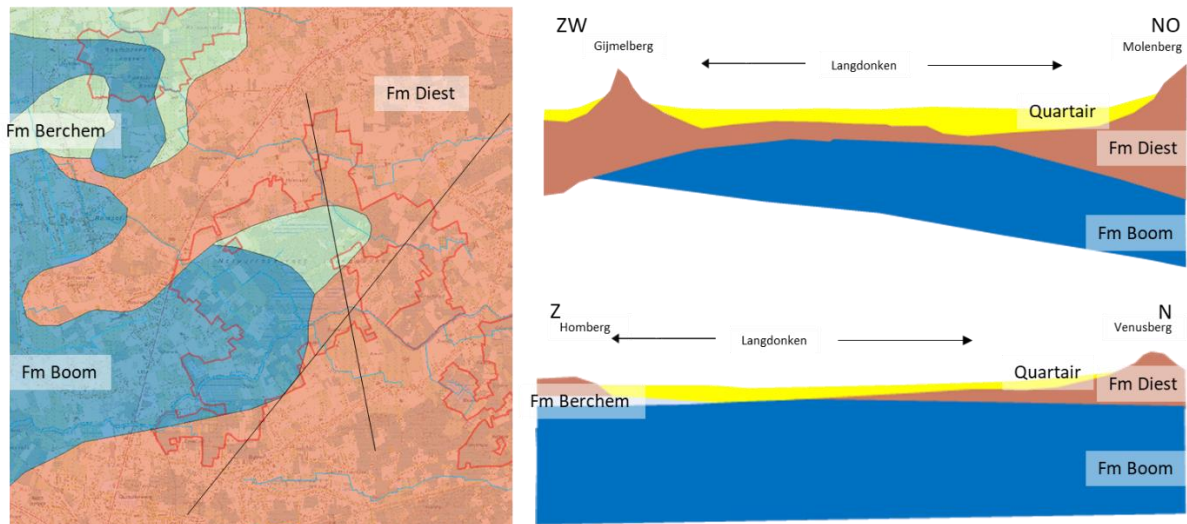 Fm Diest
Fm Berchem
Fm Boom
ZW
NO
Gijmelberg
Molenberg
Langdonken
Quartair
Fm Diest
Fm Boom
Z
N
Homberg
Venusberg
Langdonken
Quartair
Fm Diest
Fm Berchem
Fm Boom